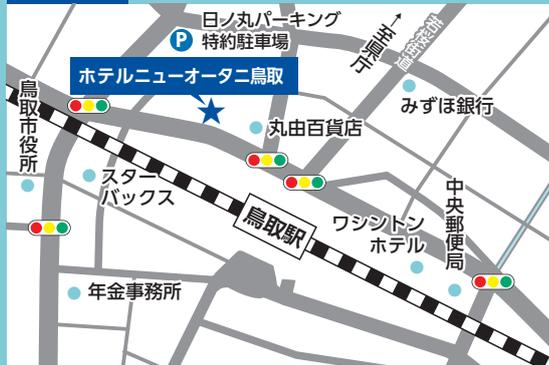 日ノ丸パーキング
特約駐車場
P
至県庁
若桜街道
ホテルニューオータニ鳥取
みずほ銀行
鳥取市役所
丸由百貨店
スター
バックス
中央郵便局
鳥取駅
ワシントン
ホテル
年金事務所